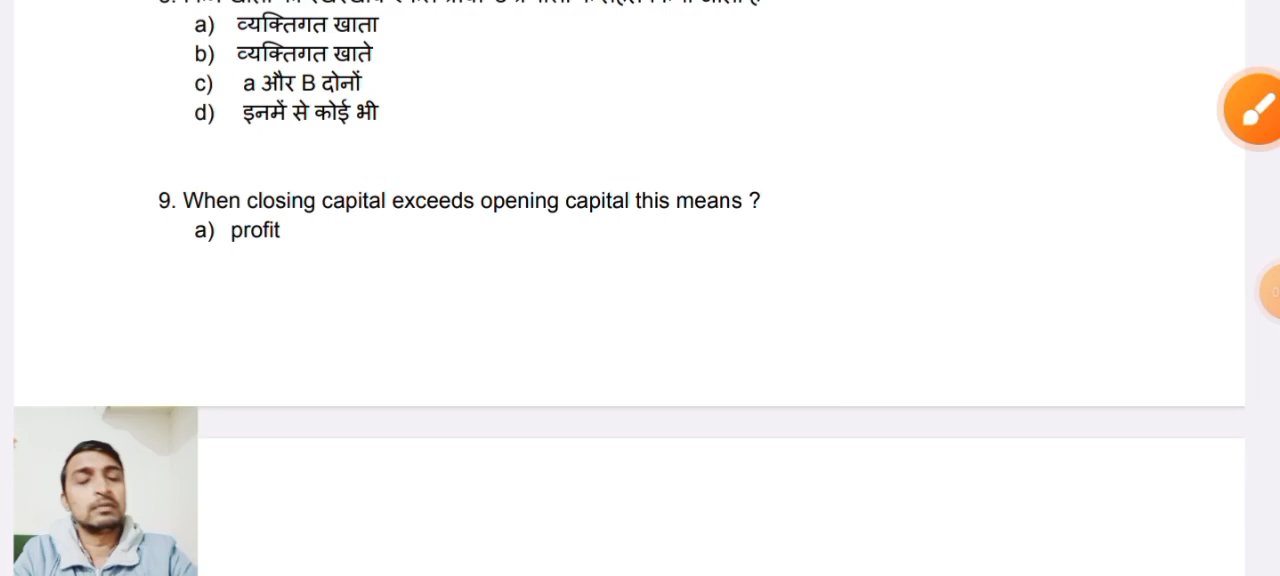 a) व्यक्तिगत खाता
b) व्यक्तिगत खाते
c) a और B दोनों
d) इनमें से कोई भी
9. When closing capital exceeds opening capital this means ?
a) profit